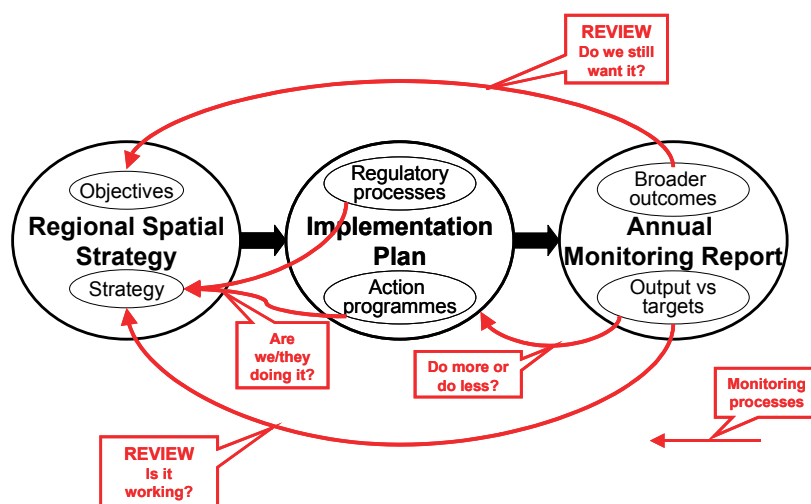 REVIEW
Do we still
want it?
Objectives
Regional Spatial
Strategy
Strategy
Regulatory
processes
Implementation
Plan
Action
programmes
Broader
outcomes
Annual
Monitoring Report
Output vs
targets
Are
we/they
doing it?
Do more or
do less?
Monitoring
processes
REVIEW
Is it
working?